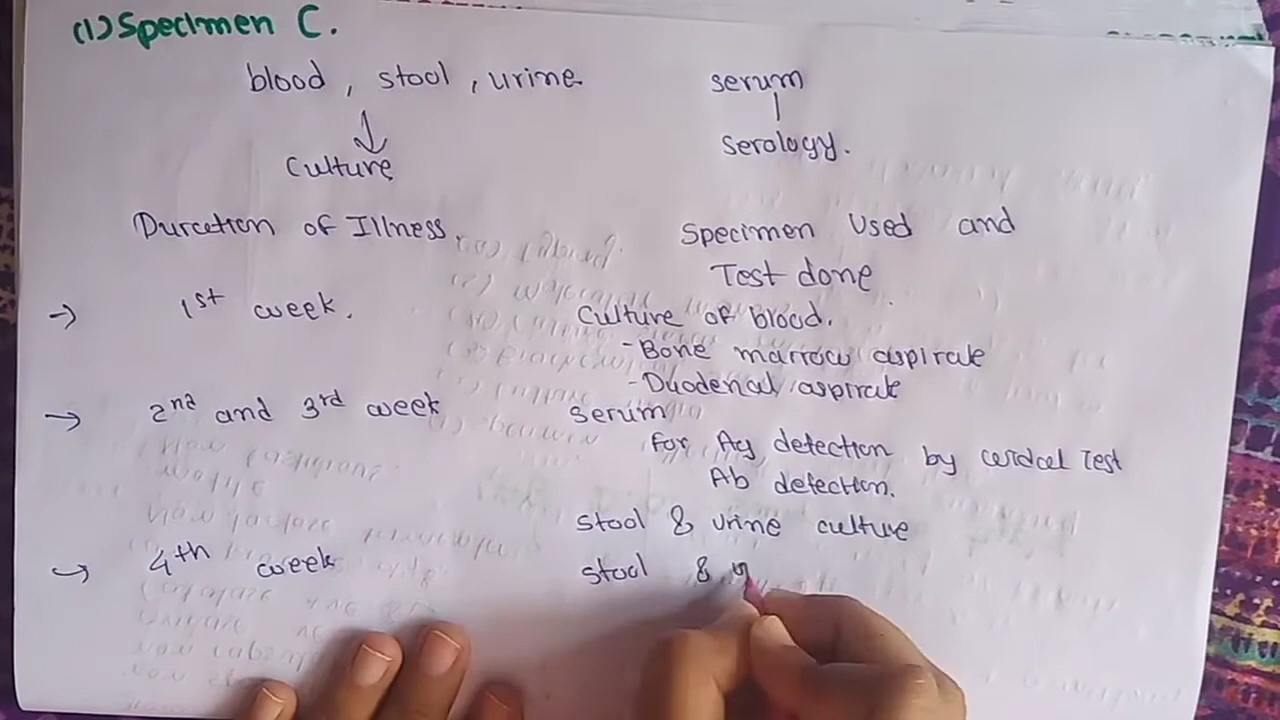 (1) Specimen C.
blood, stool, urine
serum
Culture
serology.
Duration of Illness.
Specimen Used and
Test done
→ 1st week.
Culture of blood.
- Bone marrow aspirate
- Duodenal aspirate
→ 2nd and 3rd week
serum
for Ag detection by
Test
Ab detection.
stool & urine culture
→ 4th week
stool &